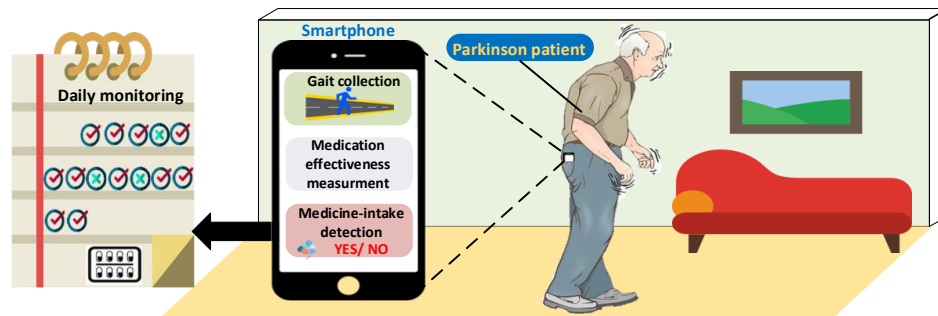 Daily monitoring
Smartphone
Gait collection
Medication
effectiveness
measurment
Medicine-intake
detection
YES/ NO
Parkinson patient